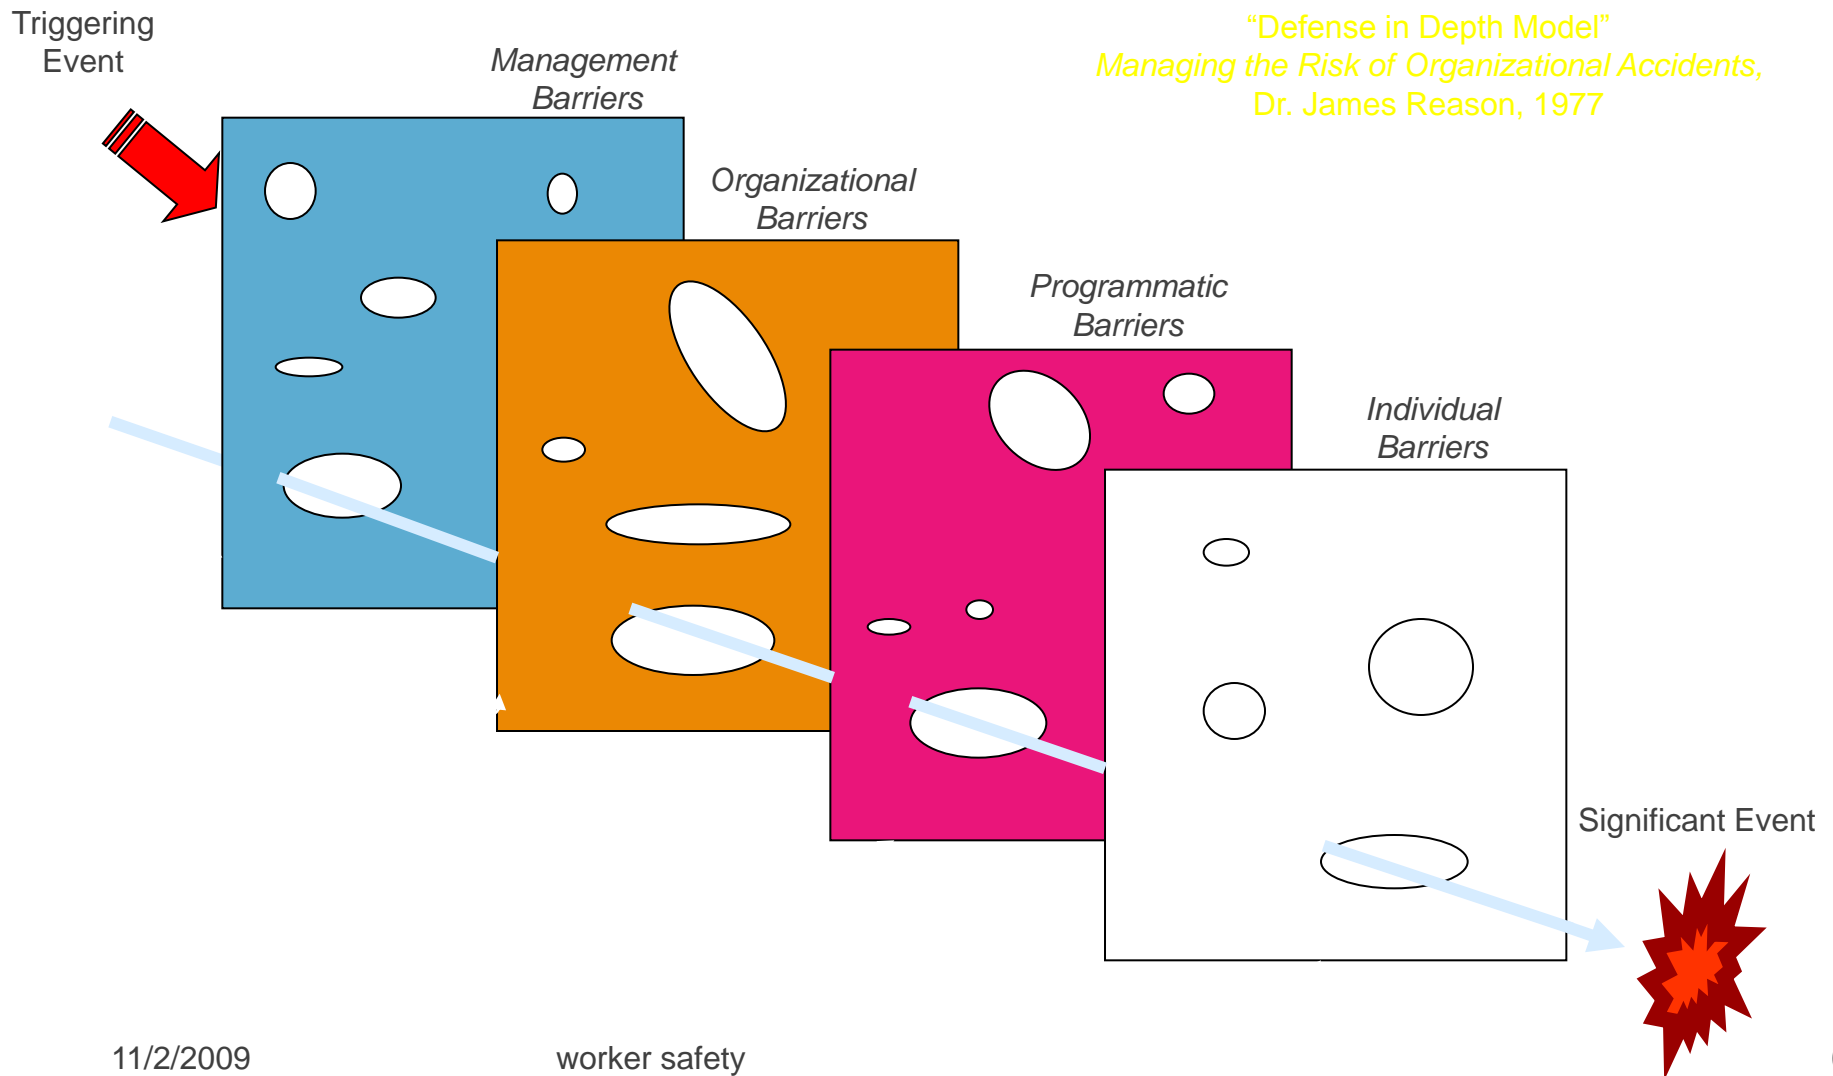 Triggering
Event
Management
Barriers
“Defense in Depth Model”
Managing the Risk of Organizational Accidents,
Dr. James Reason, 1977
Organizational
Barriers
Programmatic
Barriers
Individual
Barriers
Significant Event
11/2/2009
worker safety